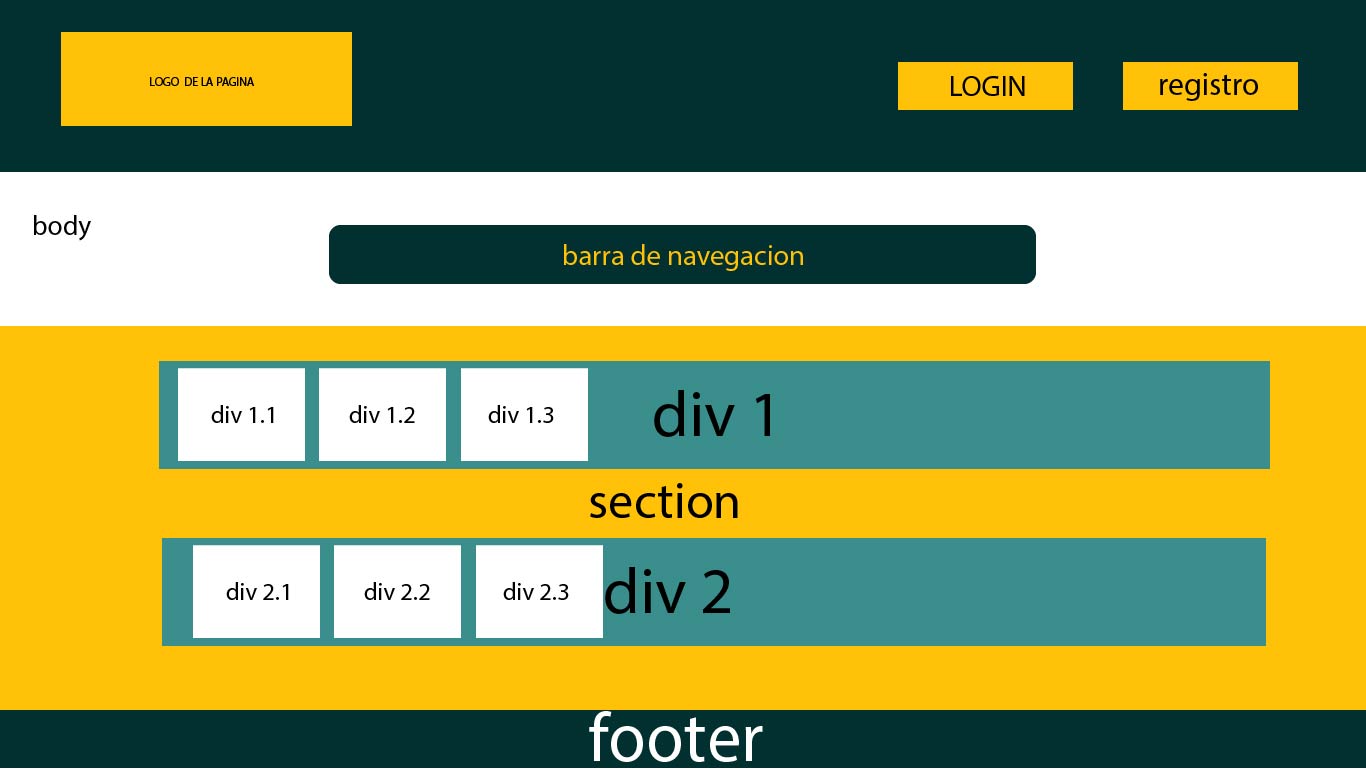 LOGO DE LA PAGINA
LOGIN
registro
body
barra de navegacion
div 1.1
div 1.2
div 1.3
div 1
section
div 2.1
div 2.2
div 2.3
div 2
footer